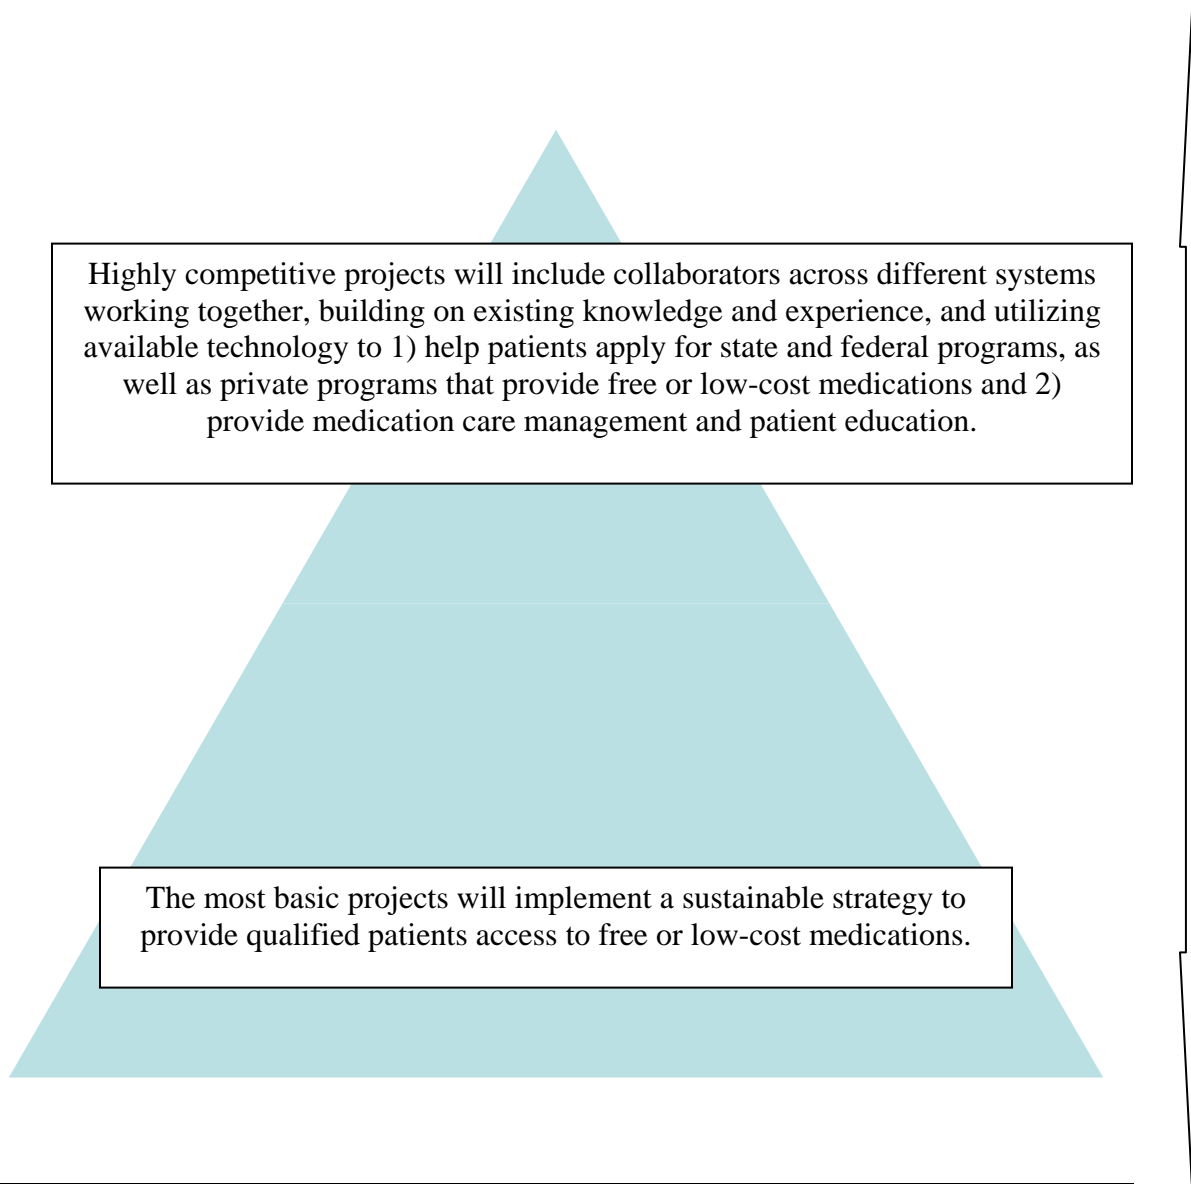 Highly competitive projects will include collaborators across different systems
working together, building on existing knowledge and experience, and utilizing
available technology to 1) help patients apply for state and federal programs, as
well as private programs that provide free or low-cost medications and 2)
provide medication care management and patient education.
The most basic projects will implement a sustainable strategy to
provide qualified patients access to free or low-cost medications.